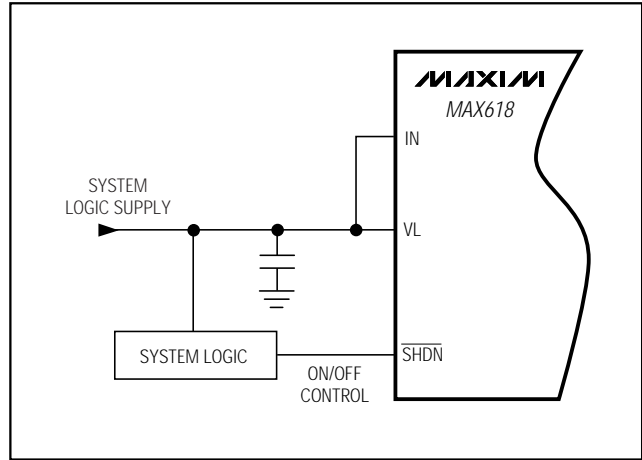 MAXIM
MAX618
IN
SYSTEM
LOGIC SUPPLY
VL
SYSTEM LOGIC
SHDN
ON/OFF
CONTROL